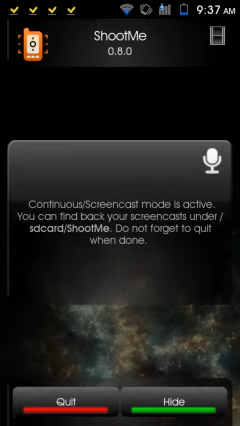 9:37 AM
ShootMe
0.8.0
Continuous/Screencast mode is active.
You can find back your screencasts under /
sdcard/ShootMe. Do not forget to quit
when done.
Quit
Hide